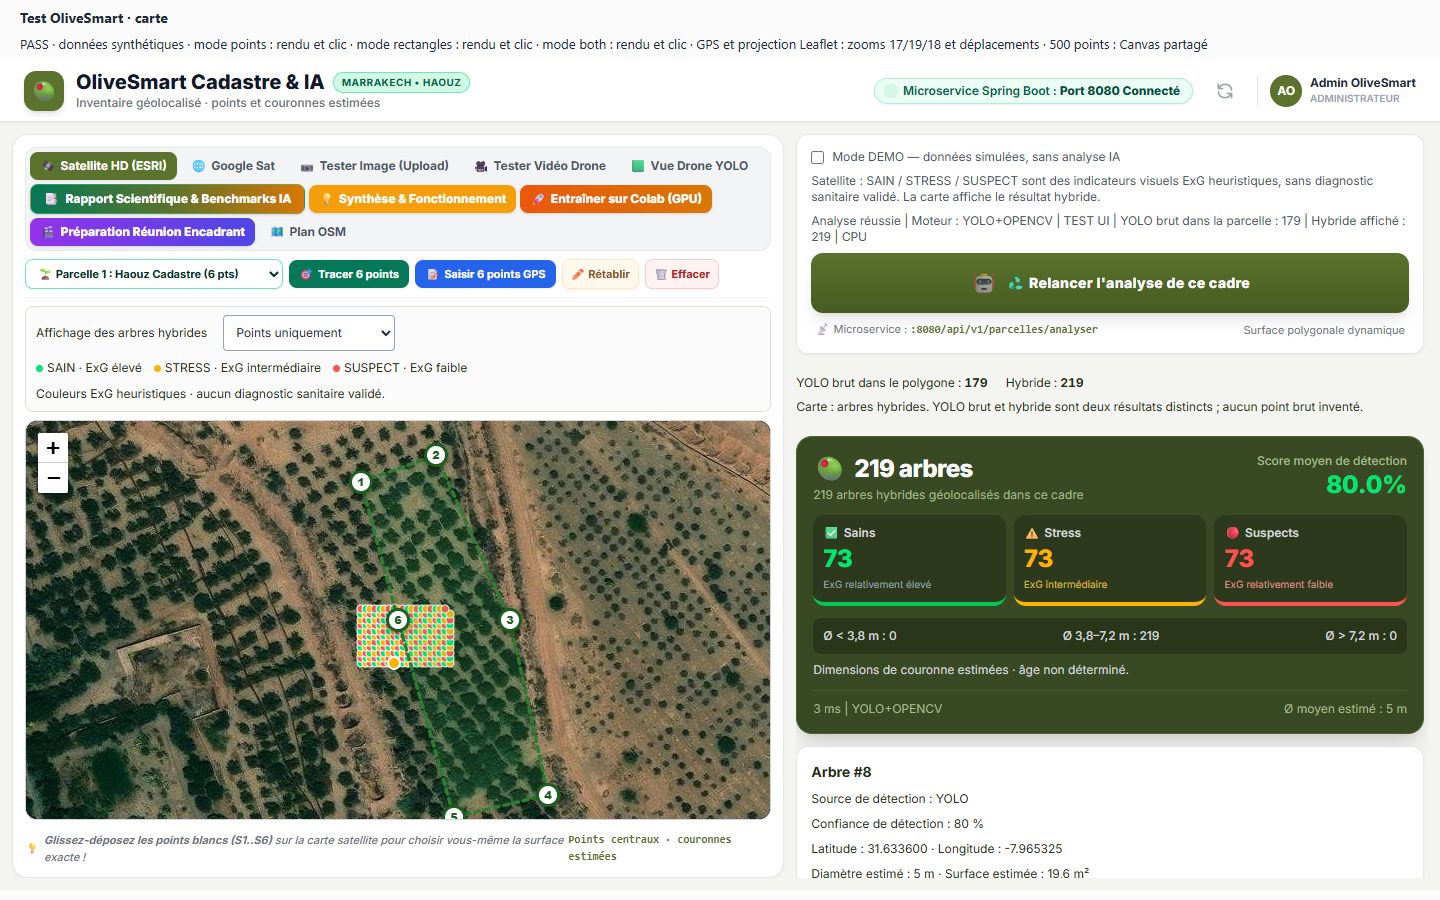 Test OliveSmart · carte
PASS · données synthétiques · mode points : rendu et clic · mode rectangles : rendu et clic · mode both : rendu et clic · GPS et projection Leaflet : zooms 17/19/18 et déplacements · 500 points : Canvas partagé
OliveSmart Cadastre & IA
MARRAKECH • HAOUZ
Inventaire géolocalisé · points et couronnes estimées
Microservice Spring Boot : Port 8080 Connecté
AO
Admin OliveSmart
ADMINISTRATEUR
Satellite HD (ESRI)
Google Sat
Tester Image (Upload)
Tester Vidéo Drone
Vue Drone YOLO
Rapport Scientifique & Benchmarks IA
Synthèse & Fonctionnement
Entraîner sur Colab (GPU)
Préparation Réunion Encadrant
Plan OSM
Parcelle 1 : Haouz Cadastre (6 pts)
Tracer 6 points
Saisir 6 points GPS
Rétablir
Effacer
Affichage des arbres hybrides
Points uniquement
SAIN · ExG élevé
STRESS · ExG intermédiaire
SUSPECT · ExG faible
Couleurs ExG heuristiques · aucun diagnostic sanitaire validé.
+
−
1
2
3
4
5
6
Glissez-déposez les points blancs (S1..S6) sur la carte satellite pour choisir vous-même la surface
exacte !
Points centraux · couronnes
estimées
Mode DEMO — données simulées, sans analyse IA
Satellite : SAIN / STRESS / SUSPECT sont des indicateurs visuels ExG heuristiques, sans diagnostic
sanitaire validé. La carte affiche le résultat hybride.
Analyse réussie | Moteur : YOLO+OPENCV | TEST UI | YOLO brut dans la parcelle : 179 | Hybride affiché :
219 | CPU
Relancer l'analyse de ce cadre
Microservice : :8080/api/v1/parcelles/analyser
Surface polygonale dynamique
YOLO brut dans le polygone : 179
Hybride : 219
Carte : arbres hybrides. YOLO brut et hybride sont deux résultats distincts ; aucun point brut inventé.
219 arbres
219 arbres hybrides géolocalisés dans ce cadre
Score moyen de détection
80.0%
Sains
73
ExG relativement élevé
Stress
73
ExG intermédiaire
Suspects
73
ExG relativement faible
Ø < 3,8 m : 0
Ø 3,8–7,2 m : 219
Ø > 7,2 m : 0
Dimensions de couronne estimées · âge non déterminé.
3 ms | YOLO+OPENCV
Ø moyen estimé : 5 m
Arbre #8
Source de détection : YOLO
Confiance de détection : 80 %
Latitude : 31.633600 · Longitude : -7.965325
Diamètre estimé : 5 m · Surface estimée : 19.6 m²